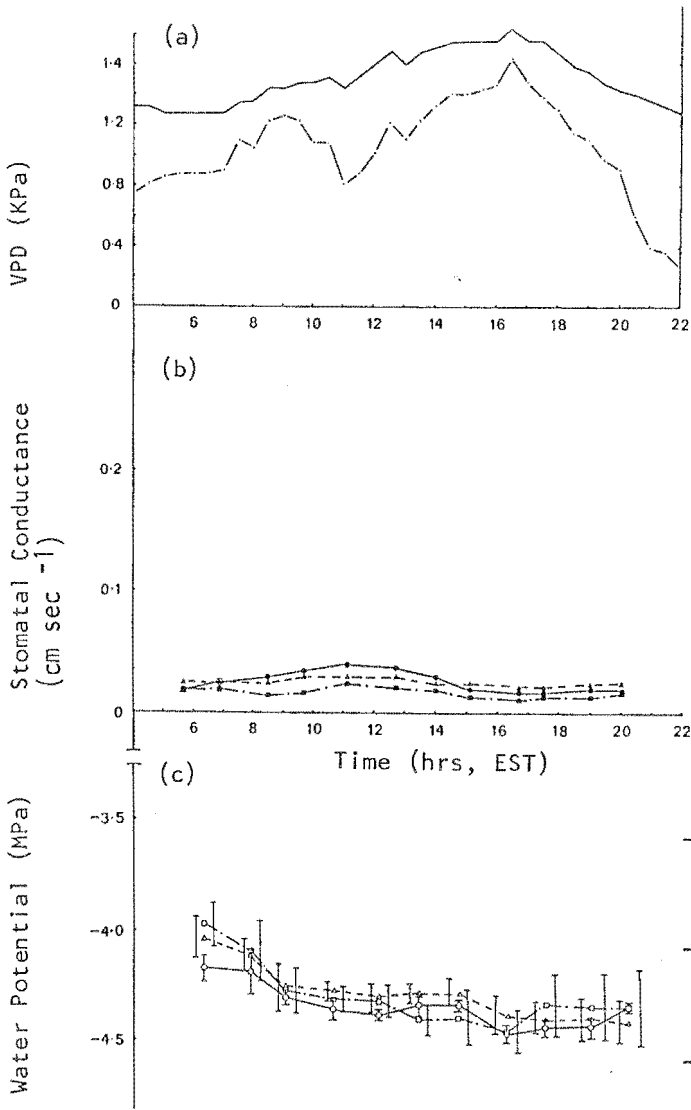 (a)
1·4
1·2
0·8
0·4
0
VPD (KPa)
6 8 10 12 14 16 18 20 22
(b)
0·2
0·1
0
Stomatal Conductance
(cm sec -1)
6 8 10 12 14 16 18 20 22
Time (hrs, EST)
(c)
-3·5
-4·0
-4·5
Water Potential (MPa)